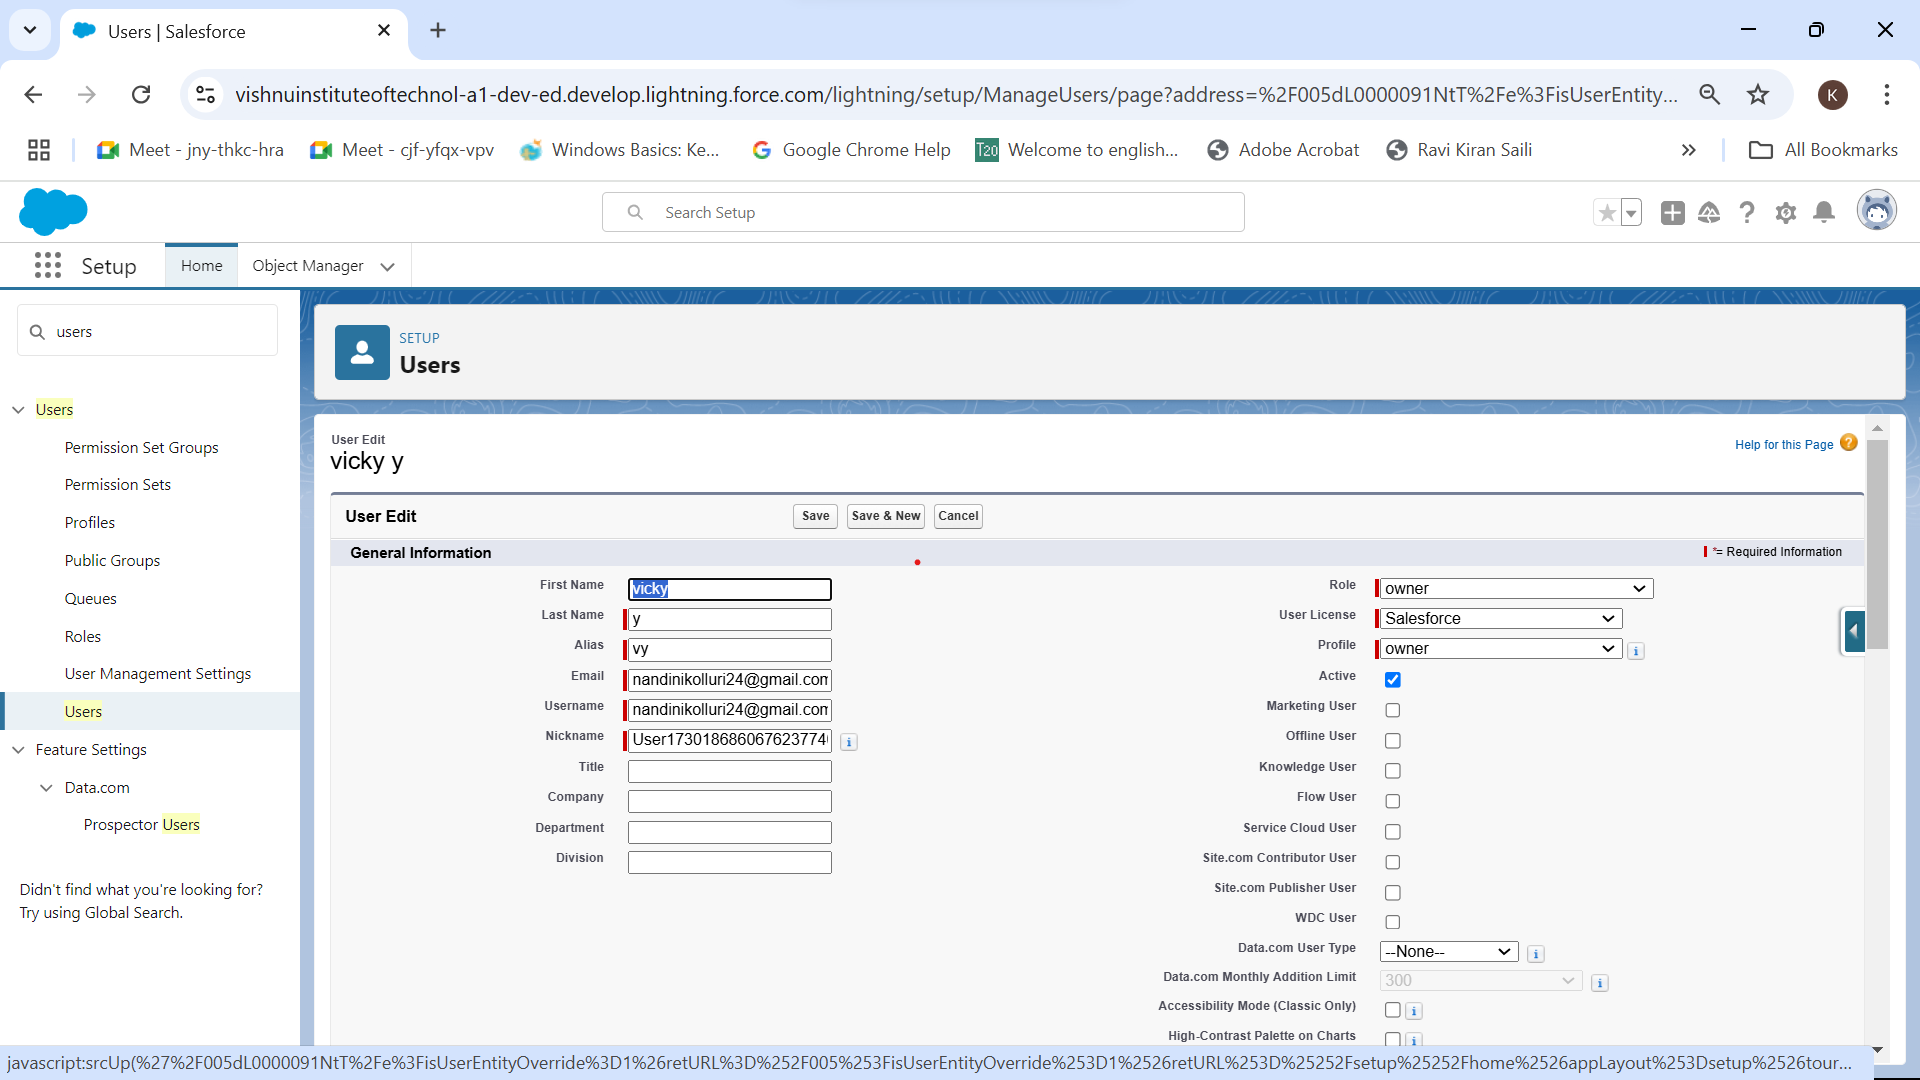 Users | Salesforce
vishnuinstituteoftechnol-a1-dev-ed.develop.lightning.force.com/lightning/setup/ManageUsers/page?address=%2F005dL0000091NtT%2Fe%3FisUserEntity...
K
Meet - jny-thkc-hra
Meet - cjf-yfqx-vpv
Windows Basics: Ke...
Google Chrome Help
T20 Welcome to english...
Adobe Acrobat
Ravi Kiran Saili
All Bookmarks
Search Setup
Setup
Home
Object Manager
users
Users
Permission Set Groups
Permission Sets
Profiles
Public Groups
Queues
Roles
User Management Settings
Users
Feature Settings
Data.com
Prospector Users
Didn't find what you're looking for?
Try using Global Search.
SETUP
Users
User Edit
vicky y
Help for this Page ?
User Edit
Save
Save & New
Cancel
General Information
*= Required Information
First Name vicky
Last Name y
Alias vy
Email nandinikolluri24@gmail.com
Username nandinikolluri24@gmail.com
Nickname User173018686067623774 i
Title
Company
Department
Division
Role owner
User License Salesforce
Profile owner i
Active
Marketing User
Offline User
Knowledge User
Flow User
Service Cloud User
Site.com Contributor User
Site.com Publisher User
WDC User
Data.com User Type --None-- i
Data.com Monthly Addition Limit 300 i
Accessibility Mode (Classic Only) i
High-Contrast Palette on Charts i
javascript:srcUp(%27%2F005dL0000091NtT%2Fe%3FisUserEntityOverride%3D1%26retURL%3D%252F005%253FisUserEntityOverride%253D1%2526retURL%253D%25252Fsetup%25252Fhome%2526appLayout%253Dsetup%2526tour...